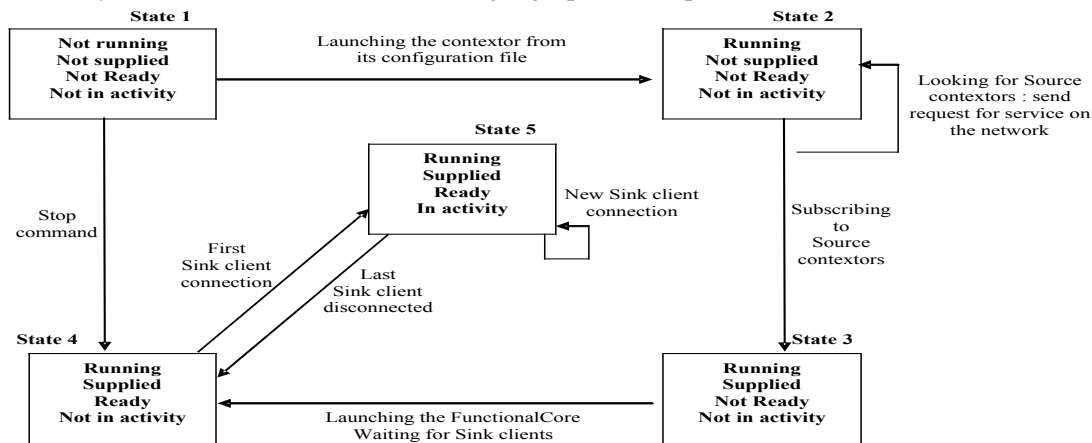 State 1
Not running
Not supplied
Not Ready
Not in activity
Launching the contextor from
its configuration file
State 2
Running
Not supplied
Not Ready
Not in activity
Looking for Source
contextors : send
request for service on
the network
State 5
Running
Supplied
Ready
In activity
New Sink client
connection
Stop
command
First
Sink client
connection
Last
Sink client
disconnected
Subscribing
to
Source
contextors
State 4
Running
Supplied
Ready
Not in activity
Launching the FunctionalCore
Waiting for Sink clients
State 3
Running
Supplied
Not Ready
Not in activity